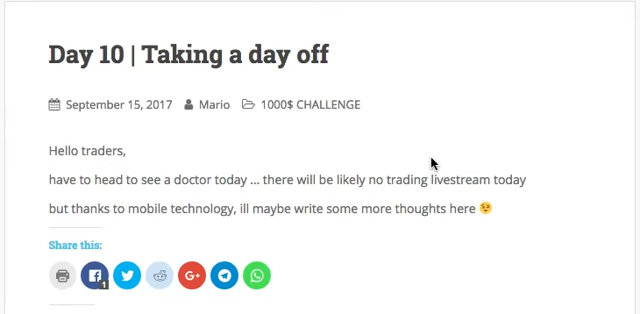 Day 10 | Taking a day off
September 15, 2017 Mario 1000$ CHALLENGE
Hello traders,
have to head to see a doctor today ... there will be likely no trading livestream today
but thanks to mobile technology, ill maybe write some more thoughts here 😉
Share this:
1
G+